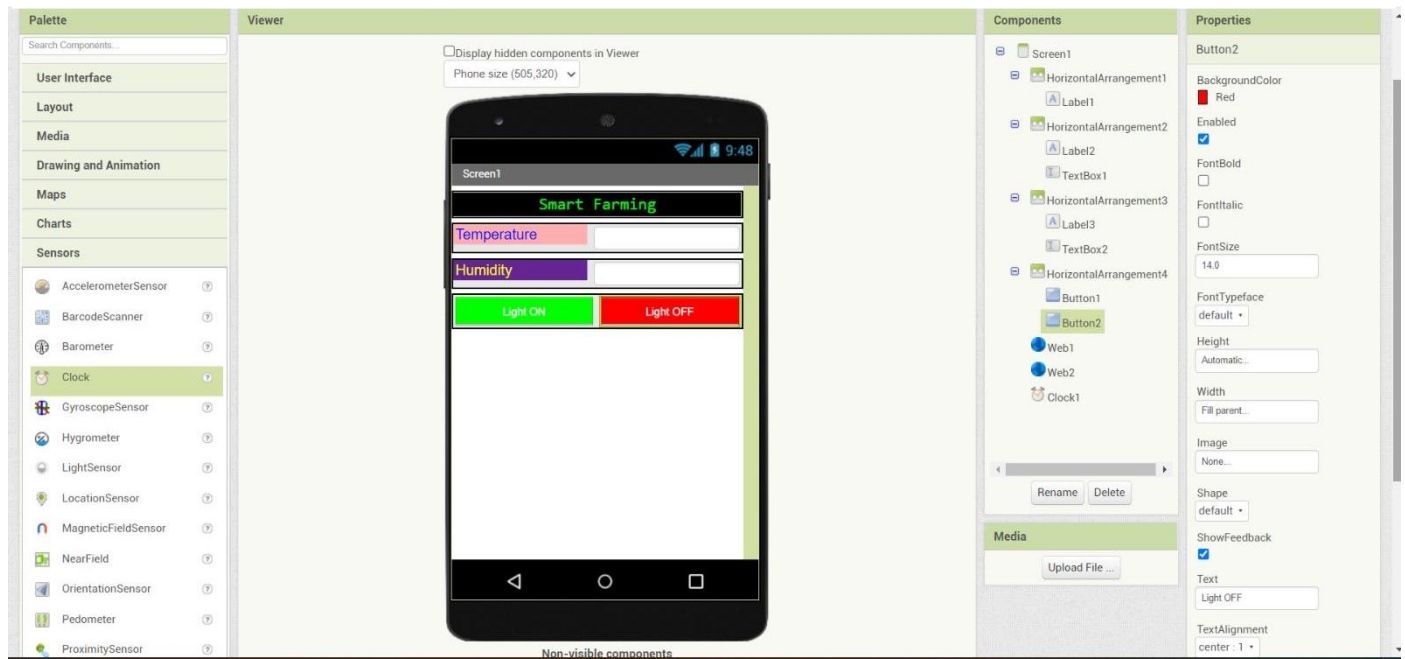 Palette
Search Components...
User Interface
Layout
Media
Drawing and Animation
Maps
Charts
Sensors
AccelerometerSensor ?
BarcodeScanner ?
Barometer ?
Clock ?
GyroscopeSensor ?
Hygrometer ?
LightSensor ?
LocationSensor ?
MagneticFieldSensor ?
NearField ?
OrientationSensor ?
Pedometer ?
ProximitySensor ?
Viewer
Display hidden components in Viewer
Phone size (505,320)
9:48
Screen1
Smart Farming
Temperature
Humidity
Light ON Light OFF
Non-visible components
Components
Screen1
HorizontalArrangement1
A Label1
HorizontalArrangement2
A Label2
TextBox1
HorizontalArrangement3
A Label3
TextBox2
HorizontalArrangement4
Button1
Button2
Web1
Web2
Clock1
Rename Delete
Media
Upload File ...
Properties
Button2
BackgroundColor
Red
Enabled
FontBold
FontItalic
FontSize
14.0
FontTypeface
default
Height
Automatic...
Width
Fill parent...
Image
None...
Shape
default
ShowFeedback
Text
Light OFF
TextAlignment
center : 1